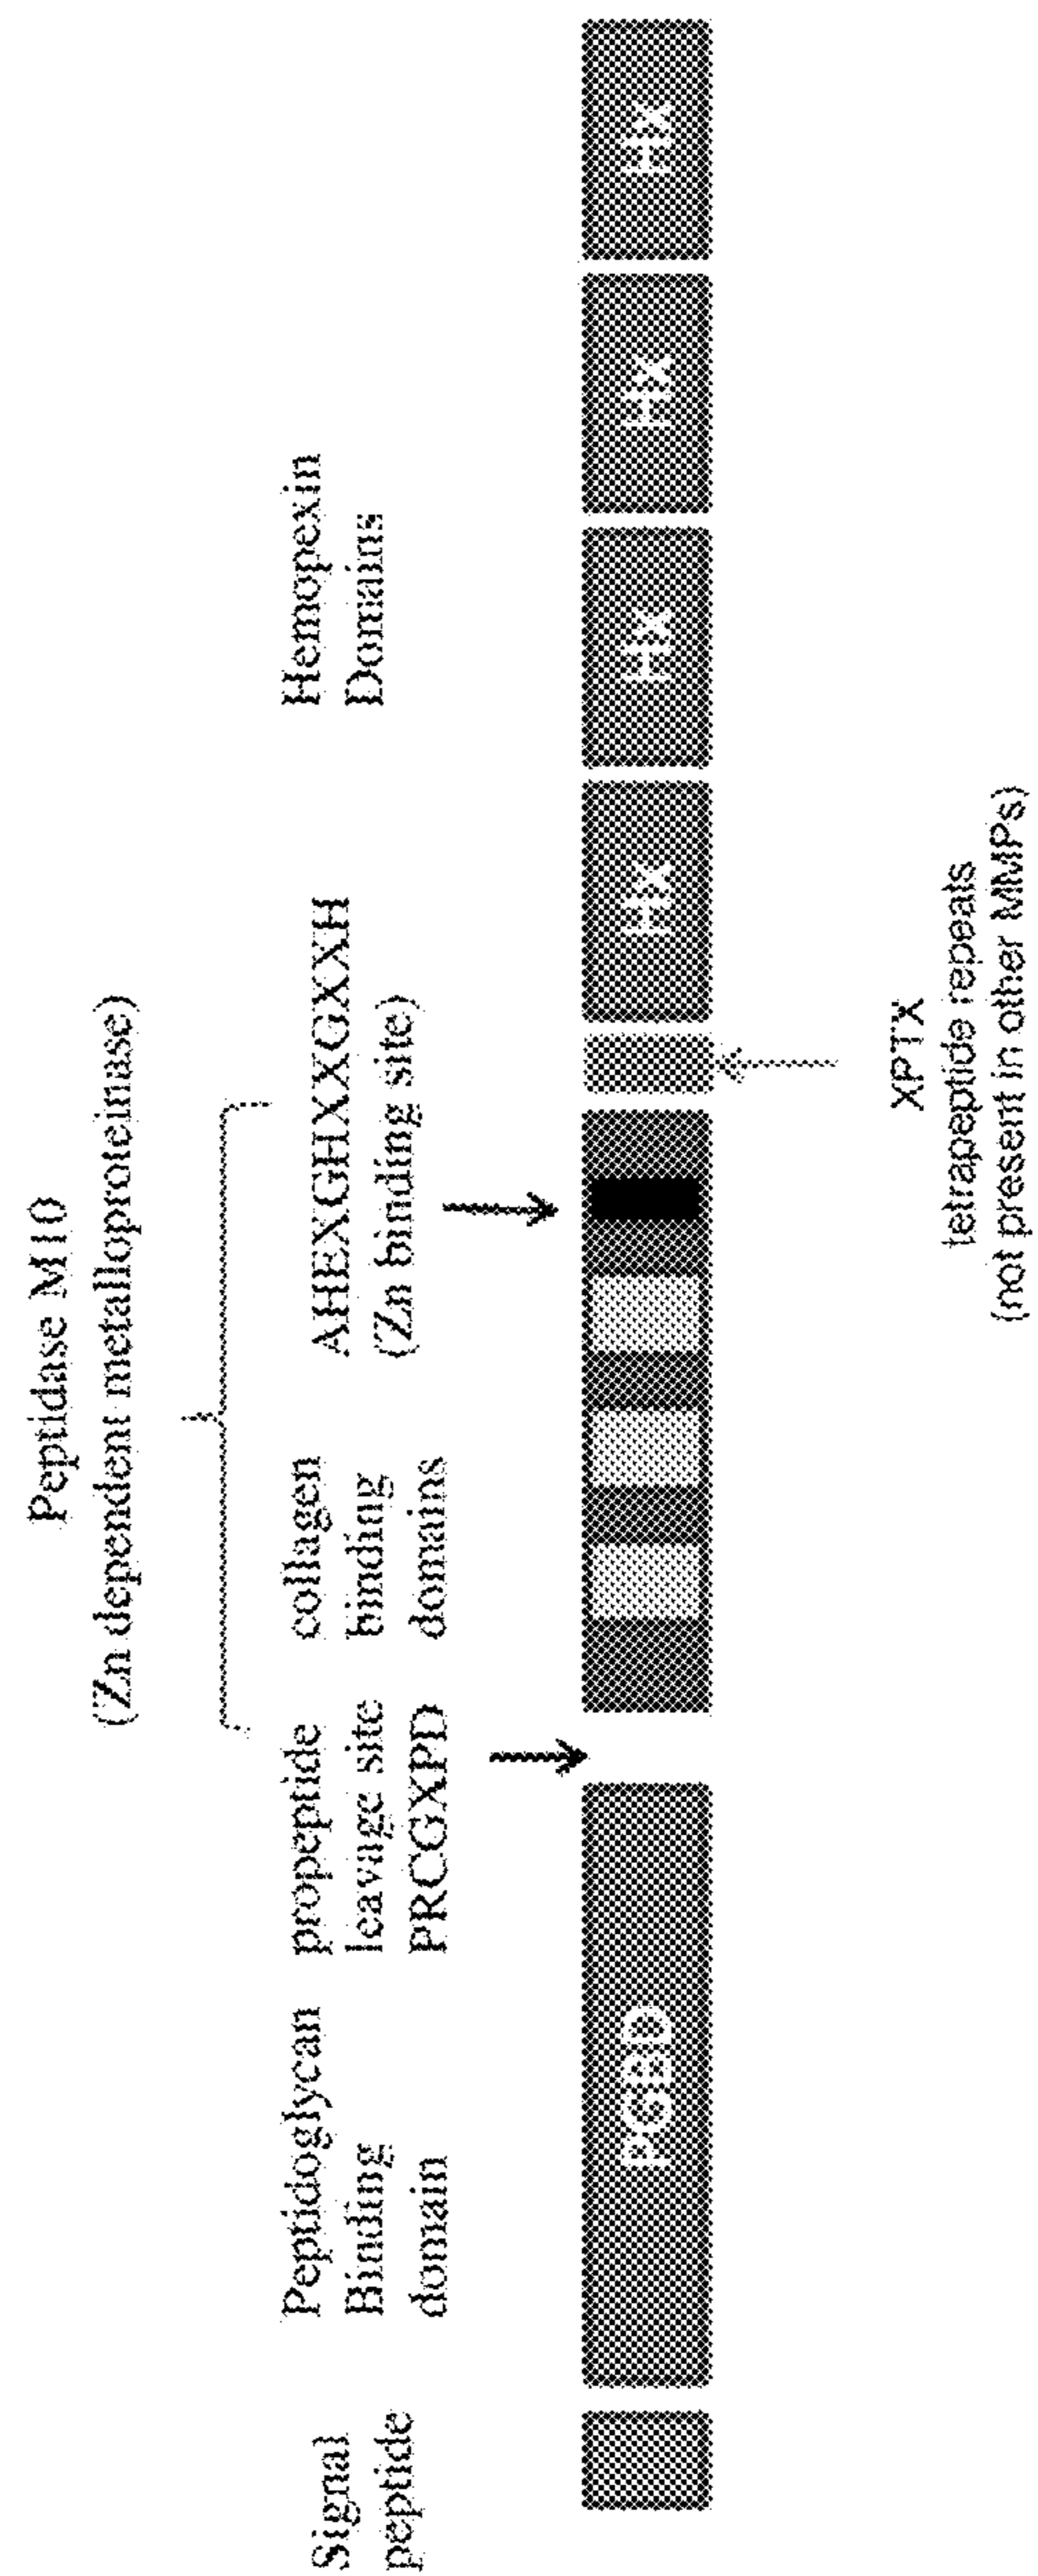 Peptidase M10
(Zn dependent metalloproteinase)
Signal
peptide
Peptidoglycan
Binding
domain
propeptide
leavage site
PRCGXPD
collagen
binding
domains
AHEXGHXXGXXH
(Zn binding site)
Hemopexin
Domains
PGBD
Hx
Hx
Hx
Hx
XPTX
tetrapeptide repeats
(not present in other MMPs)